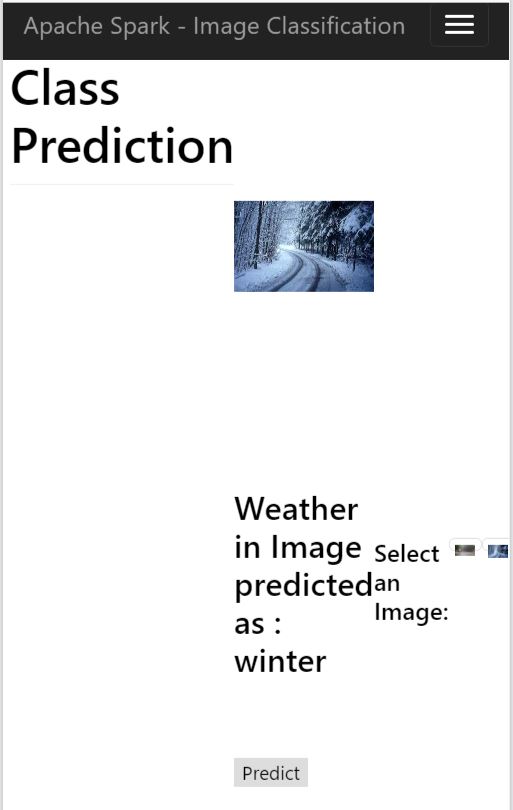 Apache Spark - Image Classification
Class
Prediction
Weather
in Image
predicted
as :
winter
Select
an
Image:
Predict